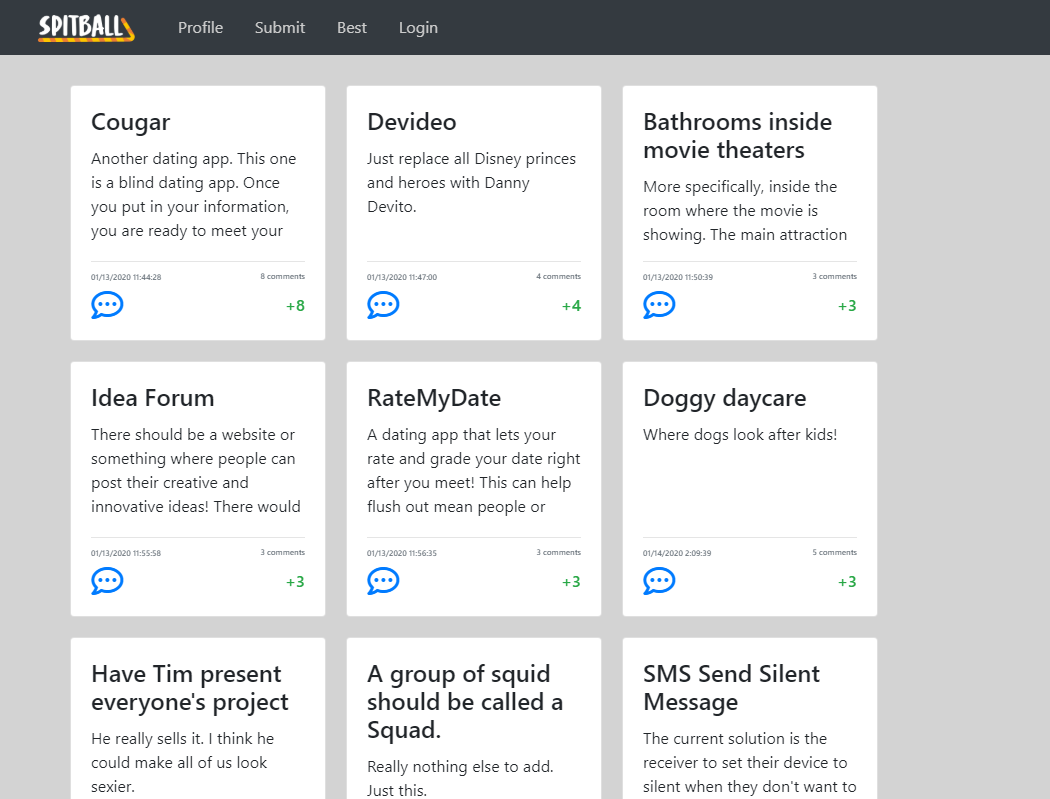 SPITBALL
Profile
Submit
Best
Login
Cougar
Another dating app. This one
is a blind dating app. Once
you put in your information,
you are ready to meet your
01/13/2020 11:44:28
8 comments
+8
Devideo
Just replace all Disney princes
and heroes with Danny
Devito.
01/13/2020 11:47:00
4 comments
+4
Bathrooms inside
movie theaters
More specifically, inside the
room where the movie is
showing. The main attraction
01/13/2020 11:50:39
3 comments
+3
Idea Forum
There should be a website or
something where people can
post their creative and
innovative ideas! There would
01/13/2020 11:55:58
3 comments
+3
RateMyDate
A dating app that lets your
rate and grade your date right
after you meet! This can help
flush out mean people or
01/13/2020 11:56:35
3 comments
+3
Doggy daycare
Where dogs look after kids!
01/14/2020 2:09:39
5 comments
+3
Have Tim present
everyone's project
He really sells it. I think he
could make all of us look
sexier.
A group of squid
should be called a
Squad.
Really nothing else to add.
Just this.
SMS Send Silent
Message
The current solution is the
receiver to set their device to
silent when they don't want to